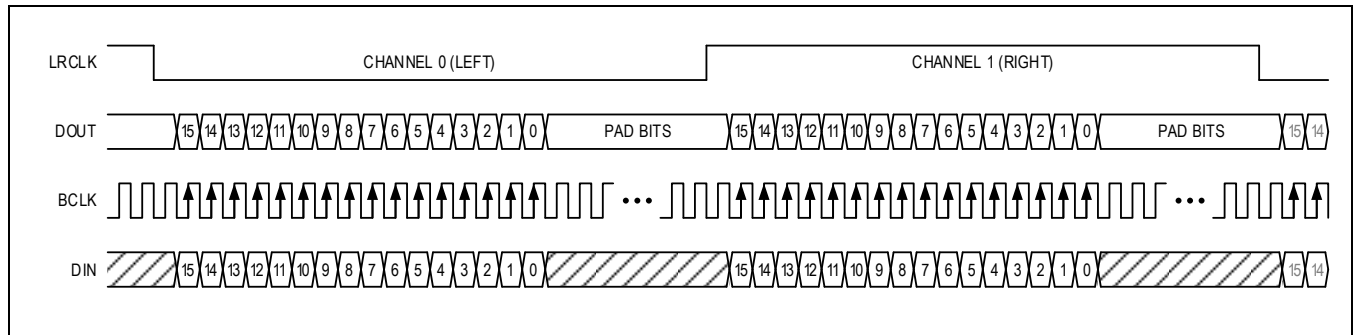 LRCLK CHANNEL 0 (LEFT) CHANNEL 1 (RIGHT)
DOUT 15 14 13 12 11 10 9 8 7 6 5 4 3 2 1 0 PAD BITS 15 14 13 12 11 10 9 8 7 6 5 4 3 2 1 0 PAD BITS 15 14
BCLK
DIN 15 14 13 12 11 10 9 8 7 6 5 4 3 2 1 0 15 14 13 12 11 10 9 8 7 6 5 4 3 2 1 0 15 14